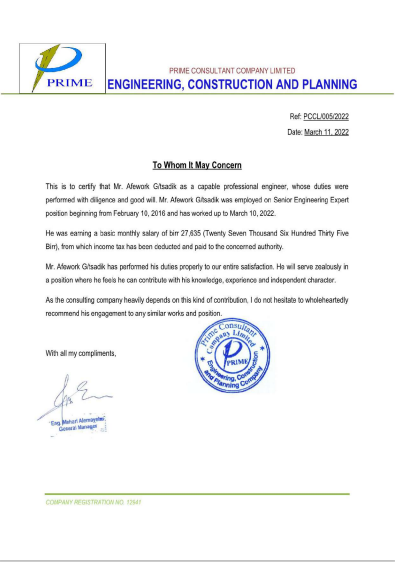 PRIME
PRIME CONSULTANT COMPANY LIMITED
ENGINEERING, CONSTRUCTION AND PLANNING
Ref: PCCL/005/2022
Date: March 11, 2022
To Whom It May Concern
This is to certify that Mr. Afework G/tsadik as a capable professional engineer, whose duties were
performed with diligence and good will. Mr. Afework G/tsadik was employed on Senior Engineering Expert
position beginning from February 10, 2016 and has worked up to March 10, 2022.
He was earning a basic monthly salary of birr 27,635 (Twenty Seven Thousand Six Hundred Thirty Five
Birr), from which income tax has been deducted and paid to the concerned authority.
Mr. Afework G/tsadik has performed his duties properly to our entire satisfaction. He will serve zealously in
a position where he feels he can contribute with his knowledge, experience and independent character.
As the consulting company heavily depends on this kind of contribution, I do not hesitate to wholeheartedly
recommend his engagement to any similar works and position.
With all my compliments,
Prime Consultant
Company Limited
PRIME
Engineering, Construction
and Planning Company
Eng. Mehari Alemayehu
General Manager
COMPANY REGISTRATION NO. 12941